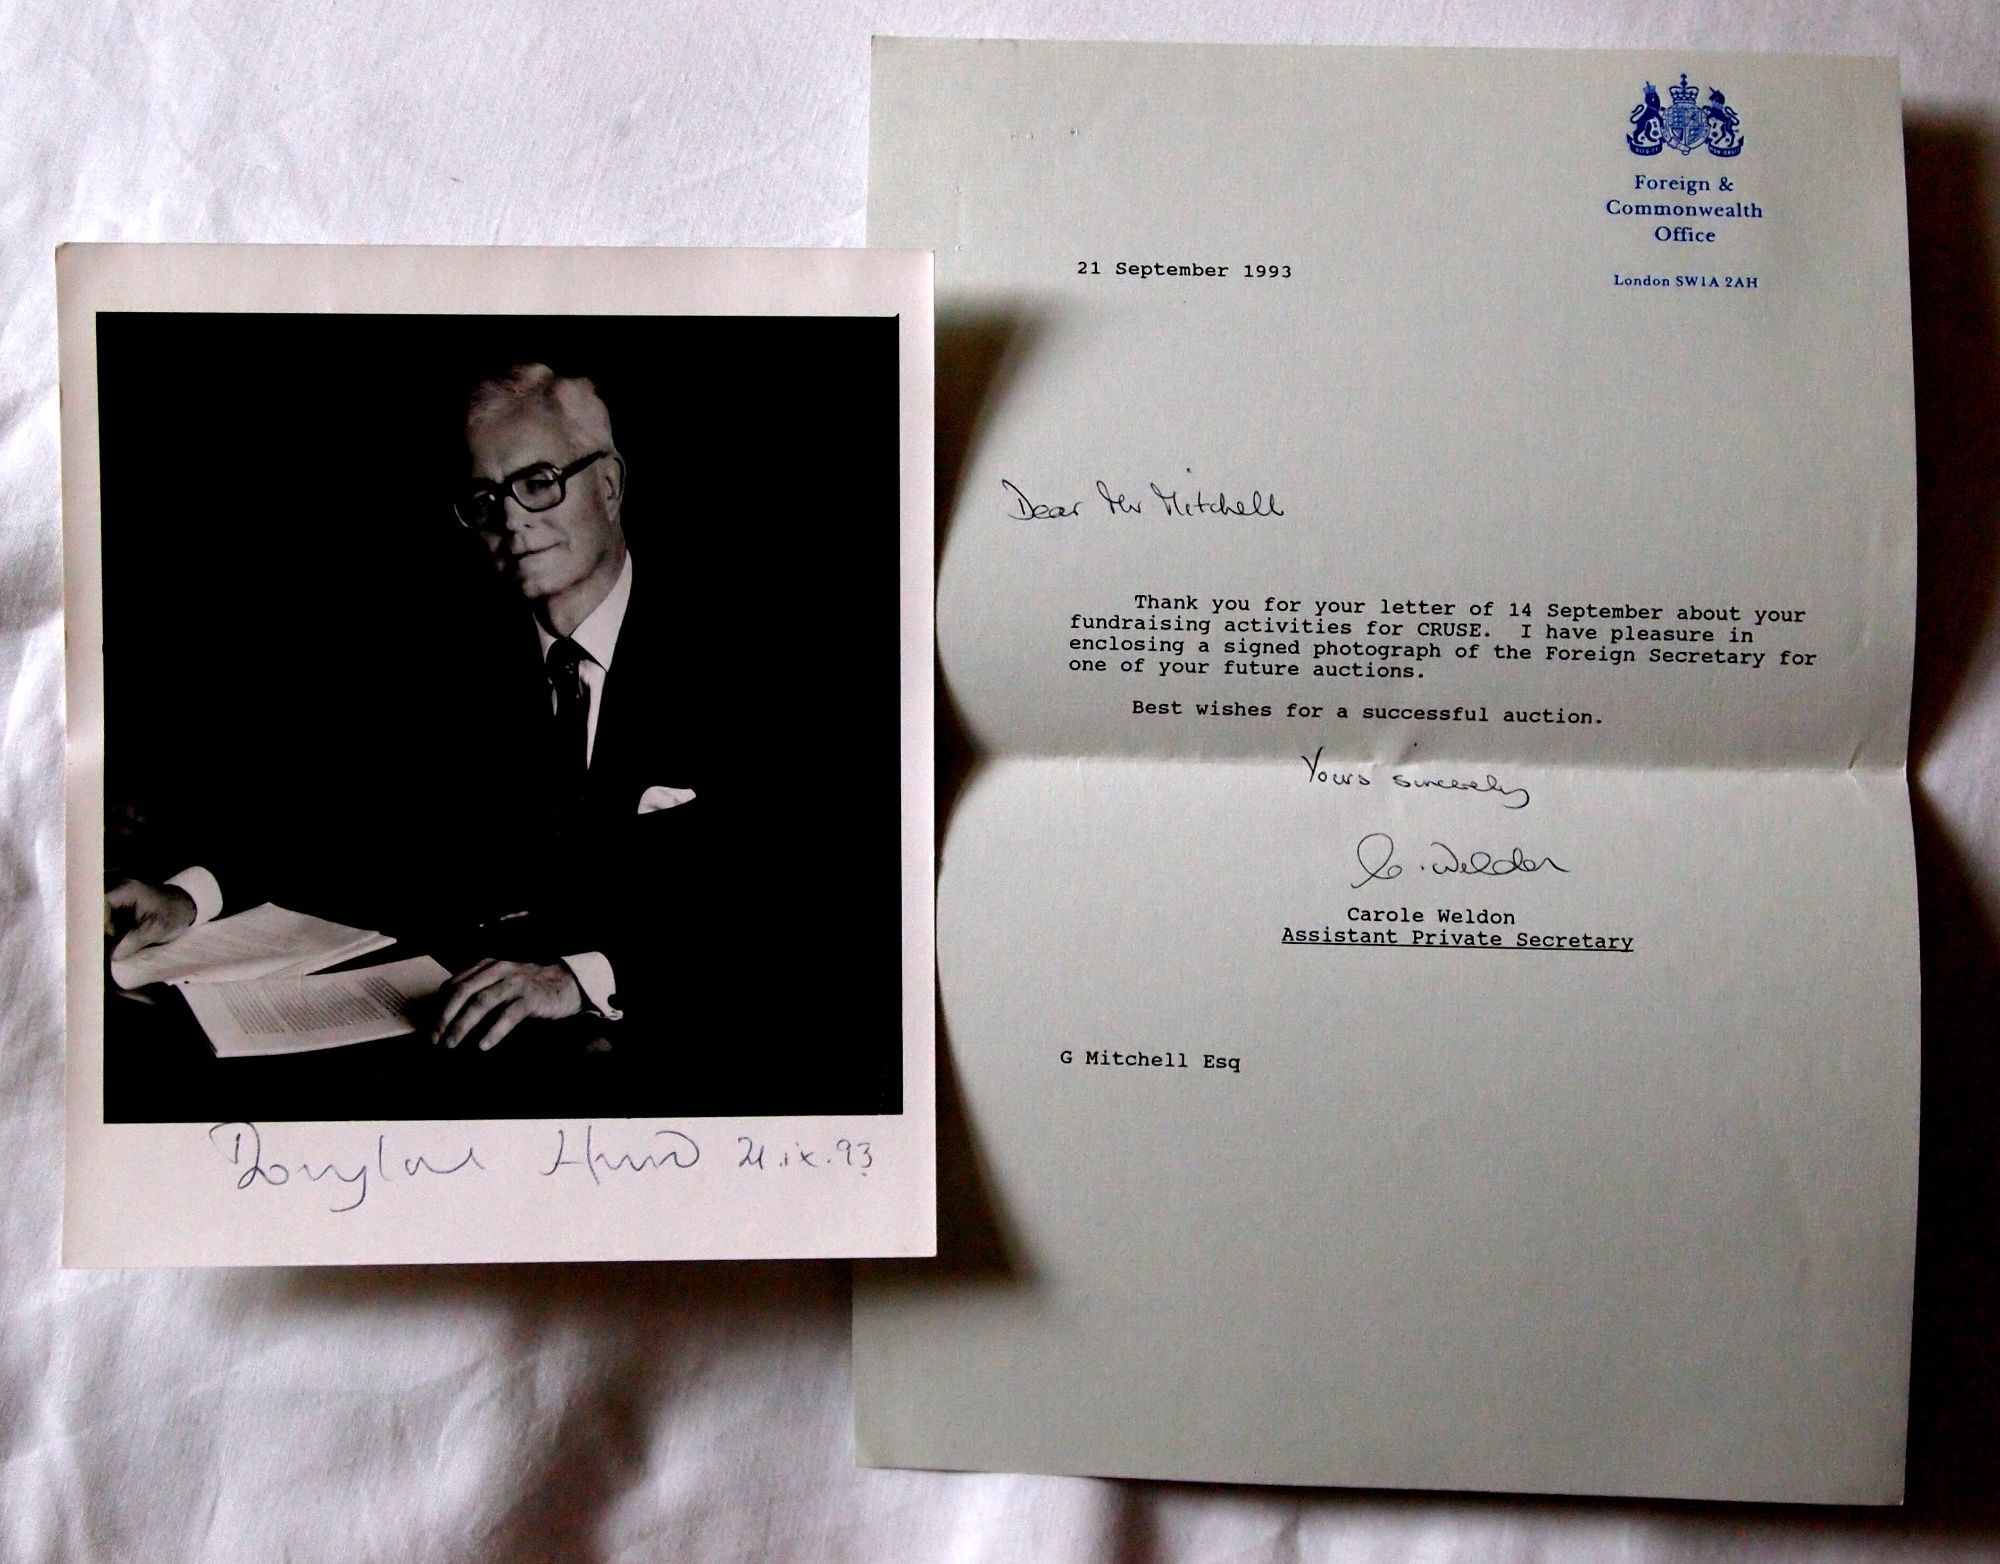 Foreign &
Commonwealth
Office
London SW1A 2AH
21 September 1993
Dear Mr Mitchell
Thank you for your letter of 14 September about your
fundraising activities for CRUSE. I have pleasure in
enclosing a signed photograph of the Foreign Secretary for
one of your future auctions.
Best wishes for a successful auction.
Yours sincerely
C. Weldon
Carole Weldon
Assistant Private Secretary
G Mitchell Esq
Douglas Hurd 21.ix.93